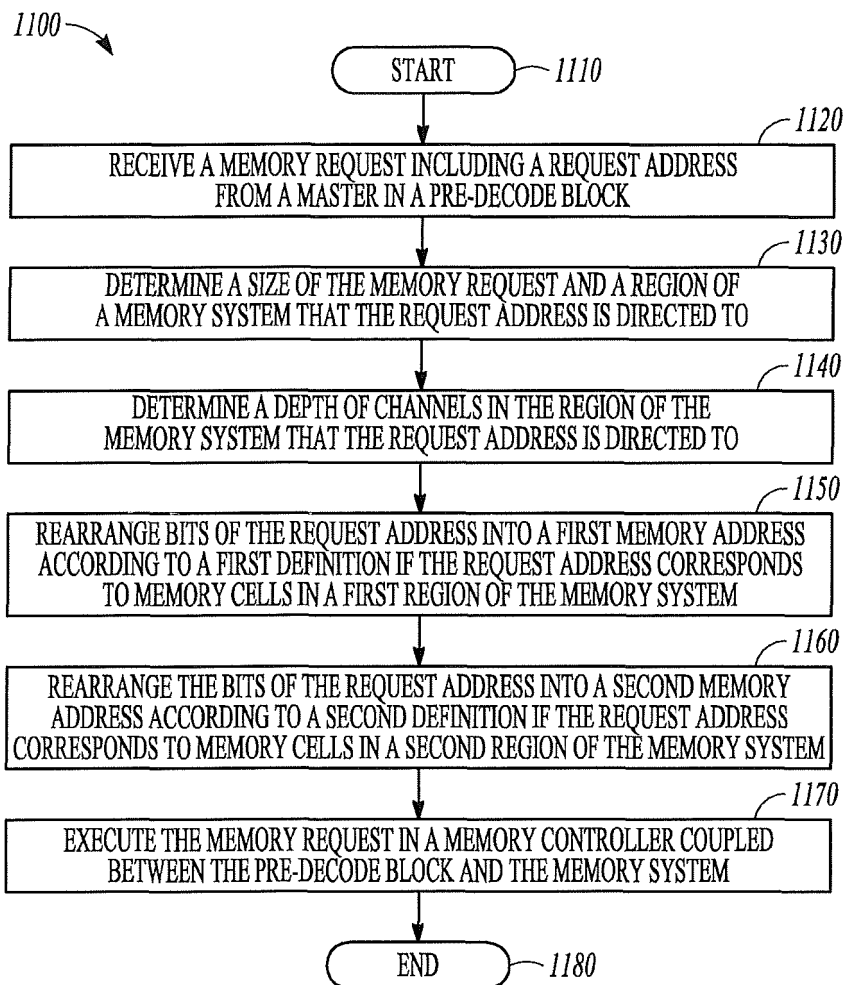 1100
START
1110
1120
RECEIVE A MEMORY REQUEST INCLUDING A REQUEST ADDRESS
FROM A MASTER IN A PRE-DECODE BLOCK
1130
DETERMINE A SIZE OF THE MEMORY REQUEST AND A REGION OF
A MEMORY SYSTEM THAT THE REQUEST ADDRESS IS DIRECTED TO
1140
DETERMINE A DEPTH OF CHANNELS IN THE REGION OF THE
MEMORY SYSTEM THAT THE REQUEST ADDRESS IS DIRECTED TO
1150
REARRANGE BITS OF THE REQUEST ADDRESS INTO A FIRST MEMORY ADDRESS
ACCORDING TO A FIRST DEFINITION IF THE REQUEST ADDRESS CORRESPONDS
TO MEMORY CELLS IN A FIRST REGION OF THE MEMORY SYSTEM
1160
REARRANGE THE BITS OF THE REQUEST ADDRESS INTO A SECOND MEMORY
ADDRESS ACCORDING TO A SECOND DEFINITION IF THE REQUEST ADDRESS
CORRESPONDS TO MEMORY CELLS IN A SECOND REGION OF THE MEMORY SYSTEM
1170
EXECUTE THE MEMORY REQUEST IN A MEMORY CONTROLLER COUPLED
BETWEEN THE PRE-DECODE BLOCK AND THE MEMORY SYSTEM
END
1180